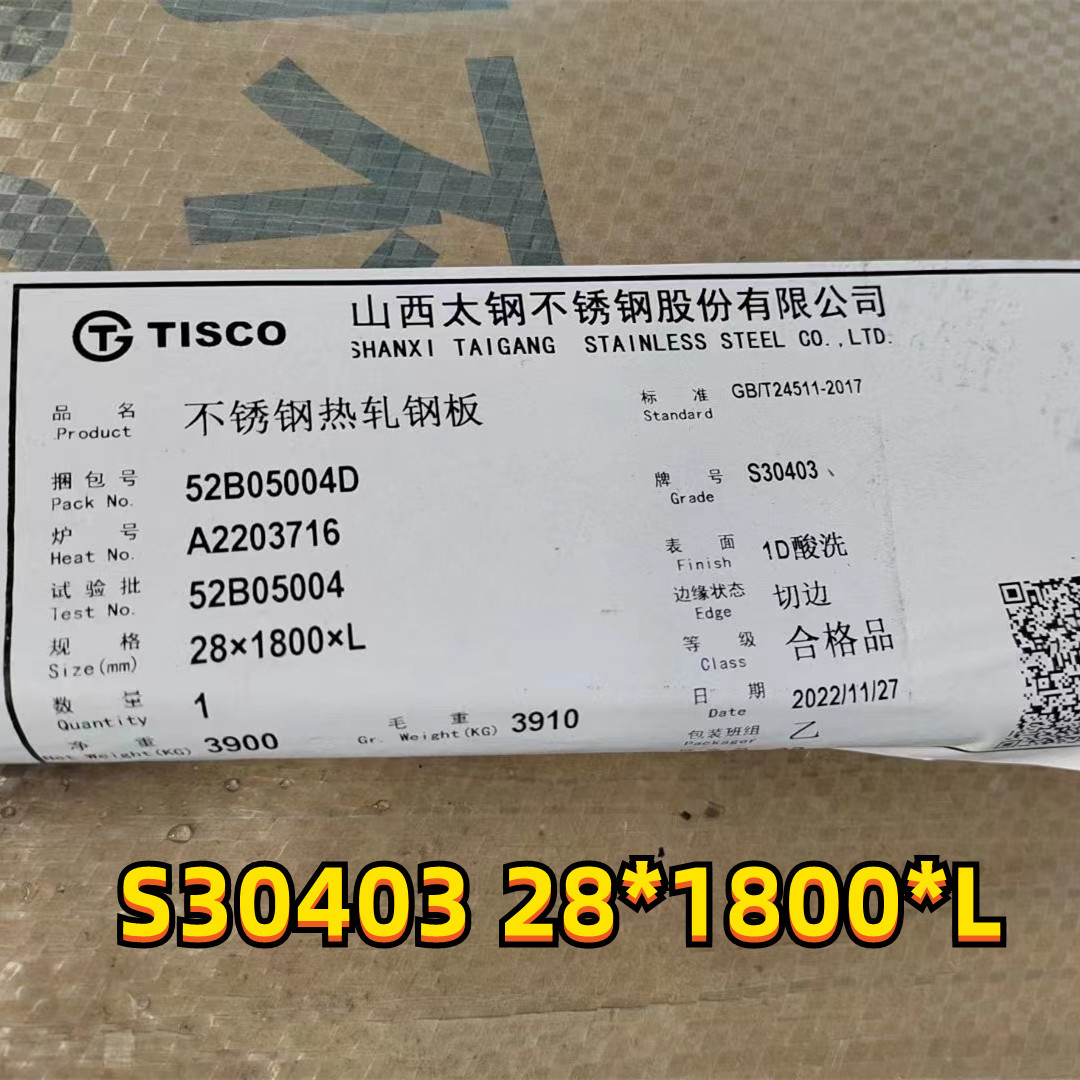 TISCO
山西太钢不锈钢股份有限公司
SHANXI TAIGANG STAINLESS STEEL CO.,LTD.
品名 不锈钢热轧钢板 标准 GB/T24511-2017
Product Standard
捆包号 52B05004D 牌号 S30403、
Pack No. Grade
炉号 A2203716 表面 1D酸洗
Heat No. Finish
试验批 52B05004 边缘状态 切边
Test No. Edge
规格 28×1800×L 等级 合格品
Size(mm) Class
数量 1 日期 2022/11/27
Quantity Date
净重 3900 毛重 3910 包装班组 乙
Net Weight(KG) Gr. Weight(KG) Packager
S30403 28*1800*L